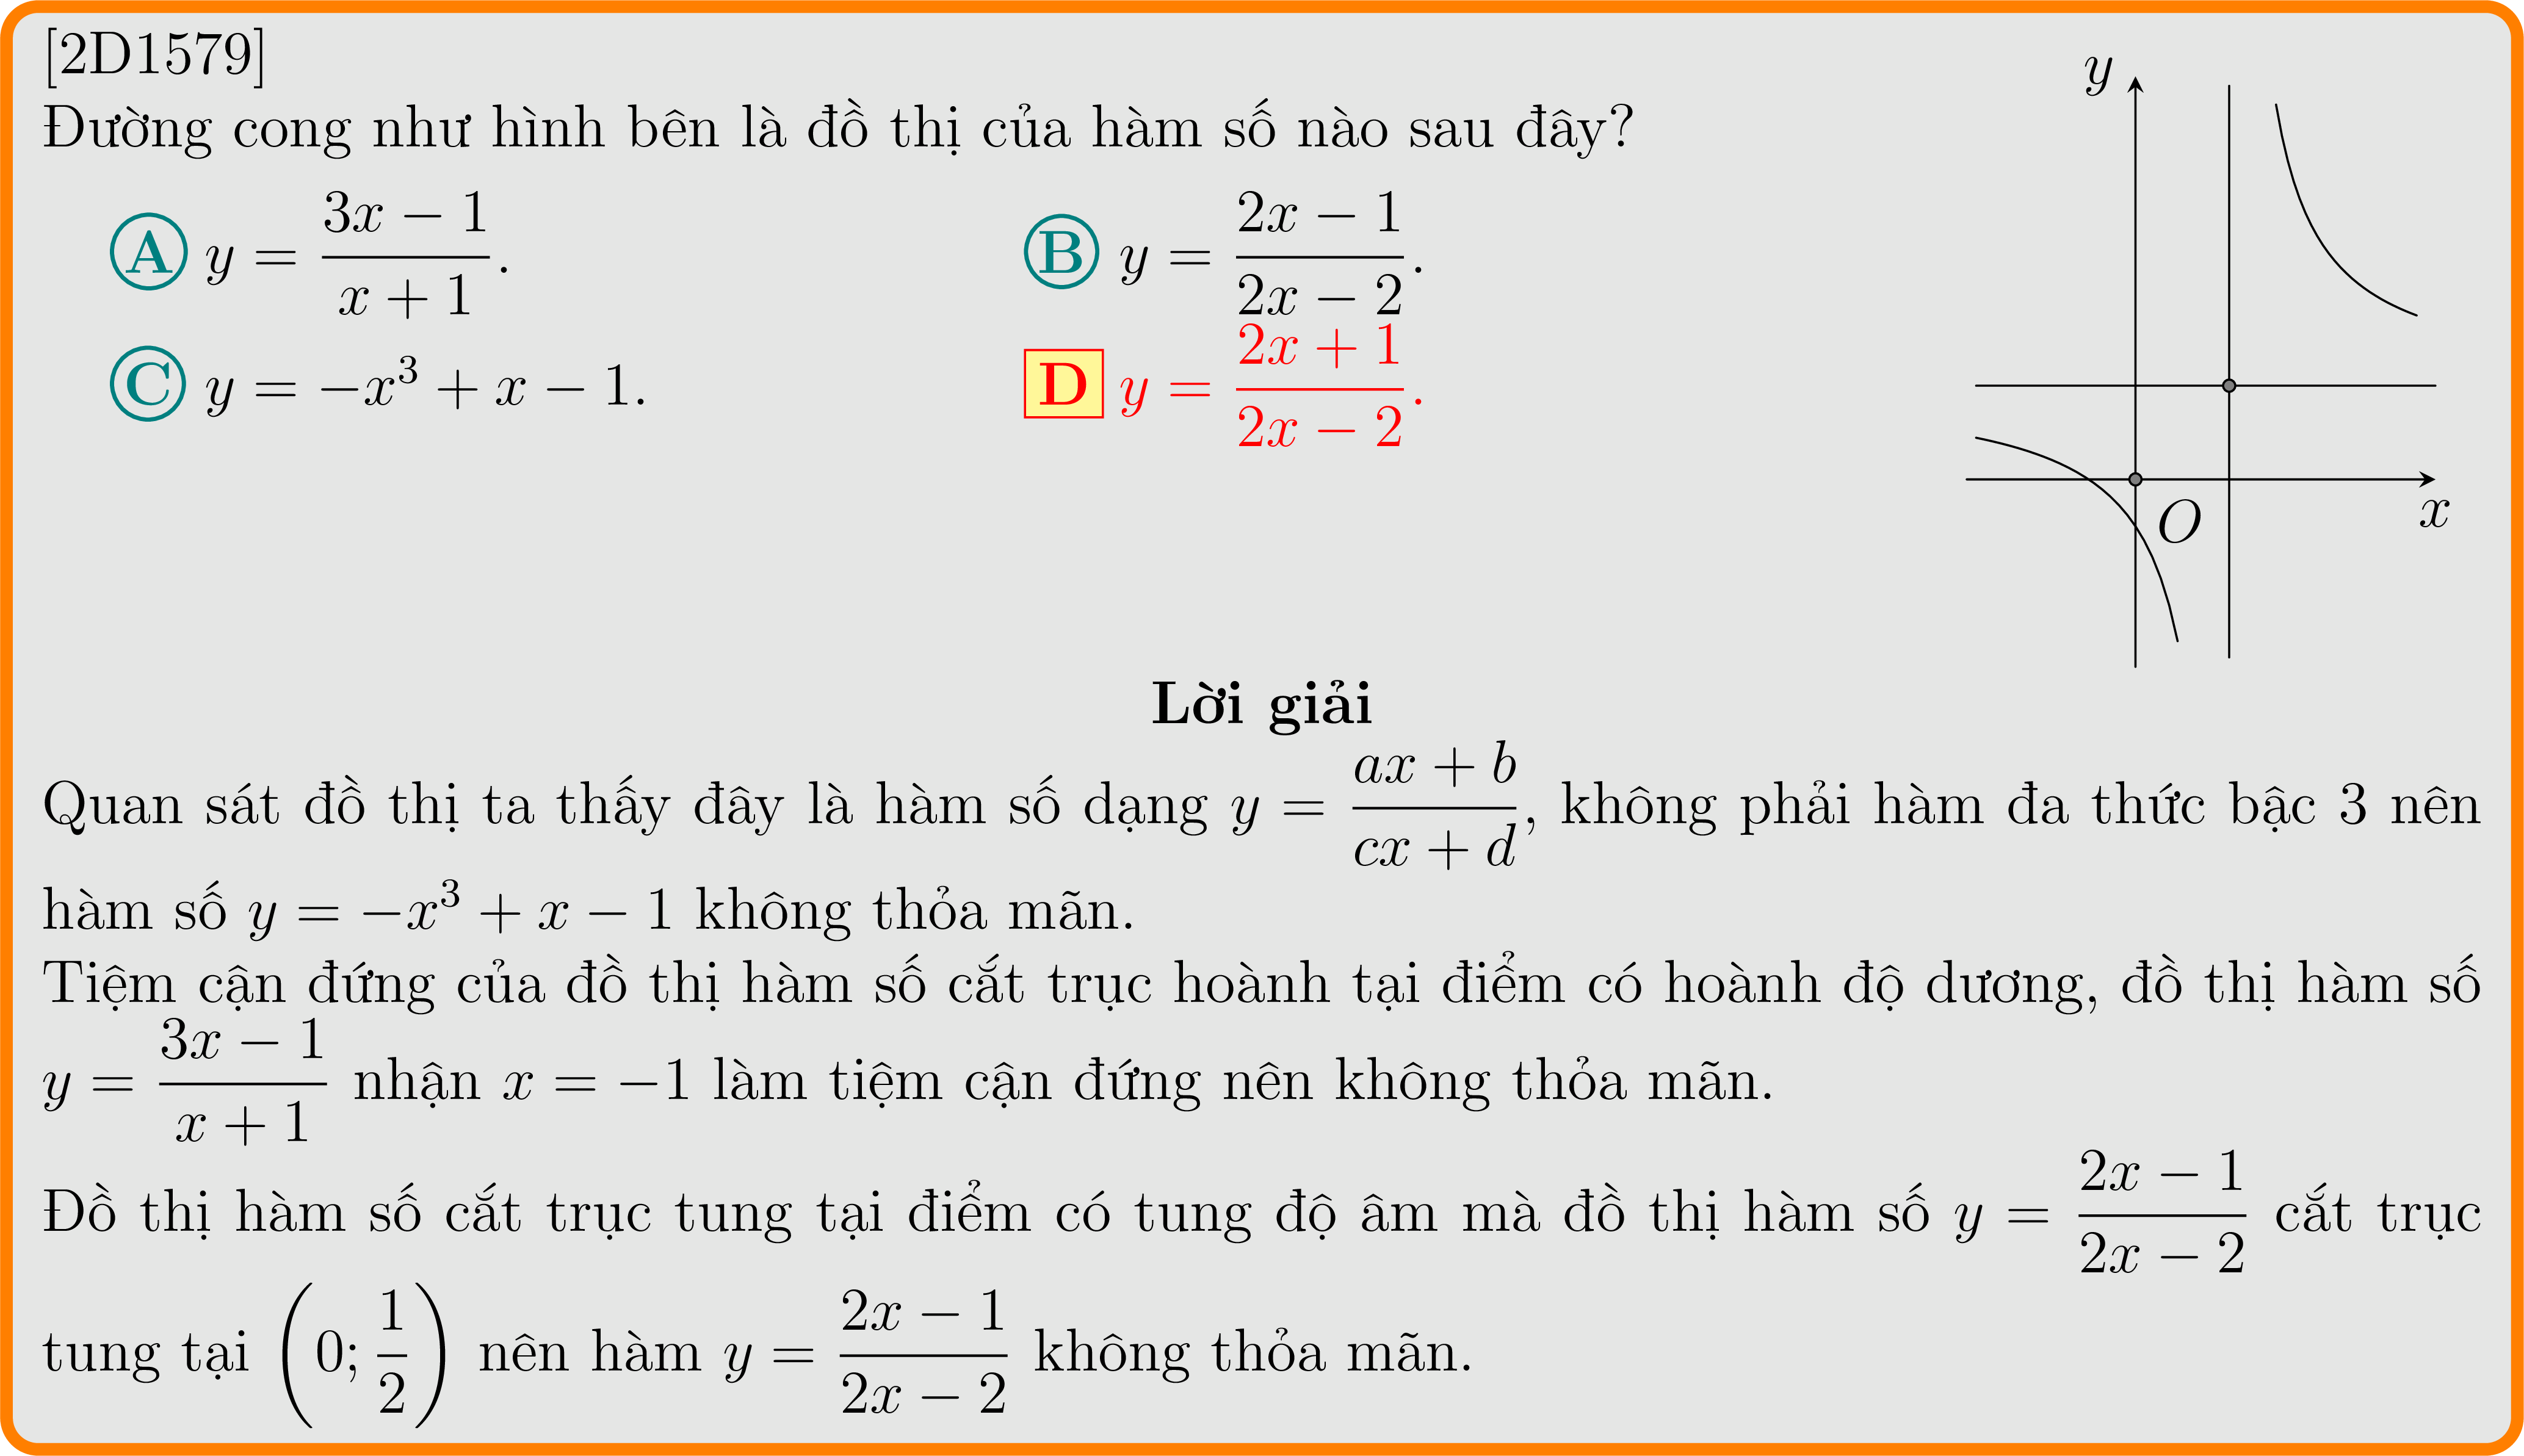 [2D1579]
Đường cong như hình bên là đồ thị của hàm số nào sau đây?
A y = \frac{3x − 1}{x + 1}.
B y = \frac{2x − 1}{2x − 2}.
C y = −x^3 + x − 1.
D y = \frac{2x + 1}{2x − 2}.
y
O
x
Lời giải
Quan sát đồ thị ta thấy đây là hàm số dạng y = \frac{ax + b}{cx + d}, không phải hàm đa thức bậc 3 nên
hàm số y = −x^3 + x − 1 không thỏa mãn.
Tiệm cận đứng của đồ thị hàm số cắt trục hoành tại điểm có hoành độ dương, đồ thị hàm số
y = \frac{3x − 1}{x + 1} nhận x = −1 làm tiệm cận đứng nên không thỏa mãn.
Đồ thị hàm số cắt trục tung tại điểm có tung độ âm mà đồ thị hàm số y = \frac{2x − 1}{2x − 2} cắt trục
tung tại \left(0; \frac{1}{2}\right) nên hàm y = \frac{2x − 1}{2x − 2} không thỏa mãn.